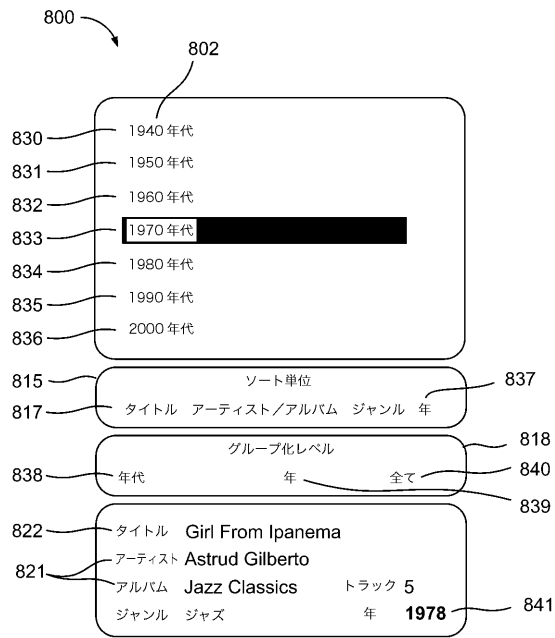 800
802
830 1940年代
831 1950年代
832 1960年代
833 1970年代
834 1980年代
835 1990年代
836 2000年代
815 ソート単位 837
817 タイトル アーティスト／アルバム ジャンル 年
グループ化レベル 818
838 年代 年 全て 840
839
822 タイトル Girl From Ipanema
アーティスト Astrud Gilberto
821 アルバム Jazz Classics トラック 5
ジャンル ジャズ 年 1978 841